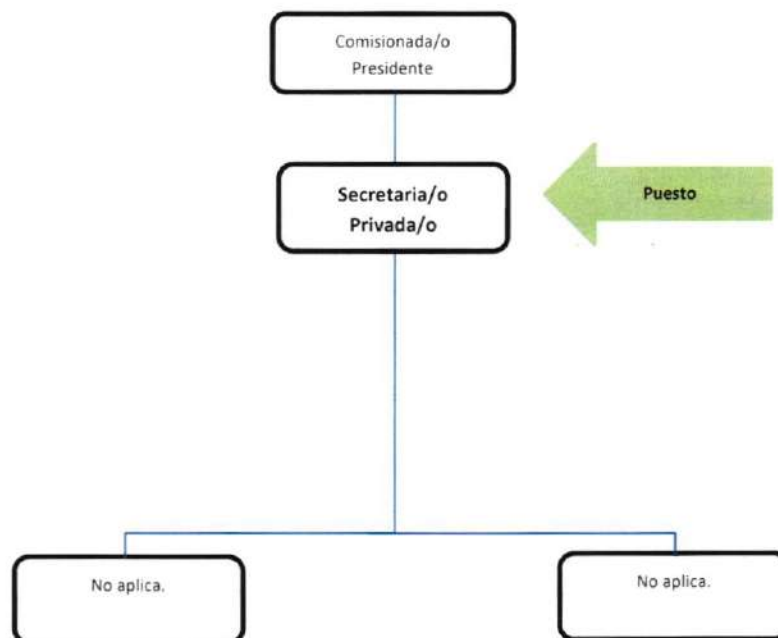 Comisionada/o
Presidente
Secretaria/o
Privada/o
Puesto
No aplica.
No aplica.